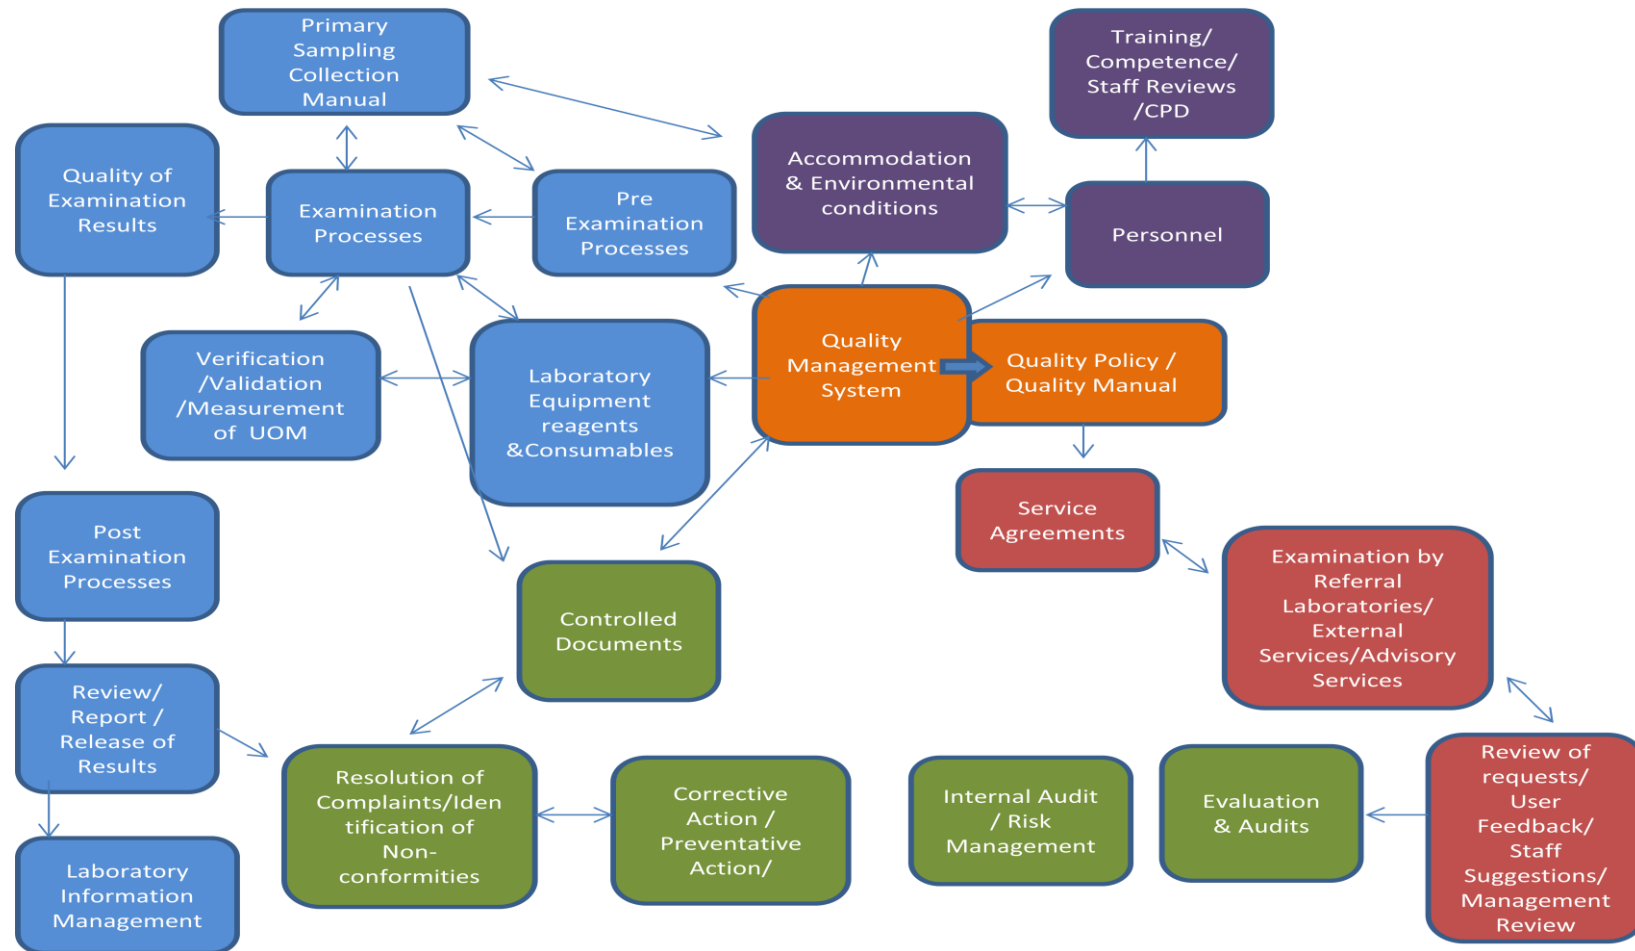 Primary
Sampling
Collection
Manual
Training/
Competence/
Staff Reviews
/CPD
Quality of
Examination
Results
Examination
Processes
Pre
Examination
Processes
Accommodation
& Environmental
conditions
Personnel
Verification
/Validation
/Measurement
of UOM
Laboratory
Equipment
reagents
&Consumables
Quality
Management
System
Quality Policy /
Quality Manual
Service
Agreements
Post
Examination
Processes
Controlled
Documents
Examination by
Referral
Laboratories/
External
Services/Advisory
Services
Review/
Report /
Release of
Results
Resolution of
Complaints/Iden
tification of
Non-
conformities
Corrective
Action /
Preventative
Action/
Internal Audit
/ Risk
Management
Evaluation
& Audits
Review of
requests/
User
Feedback/
Staff
Suggestions/
Management
Review
Laboratory
Information
Management